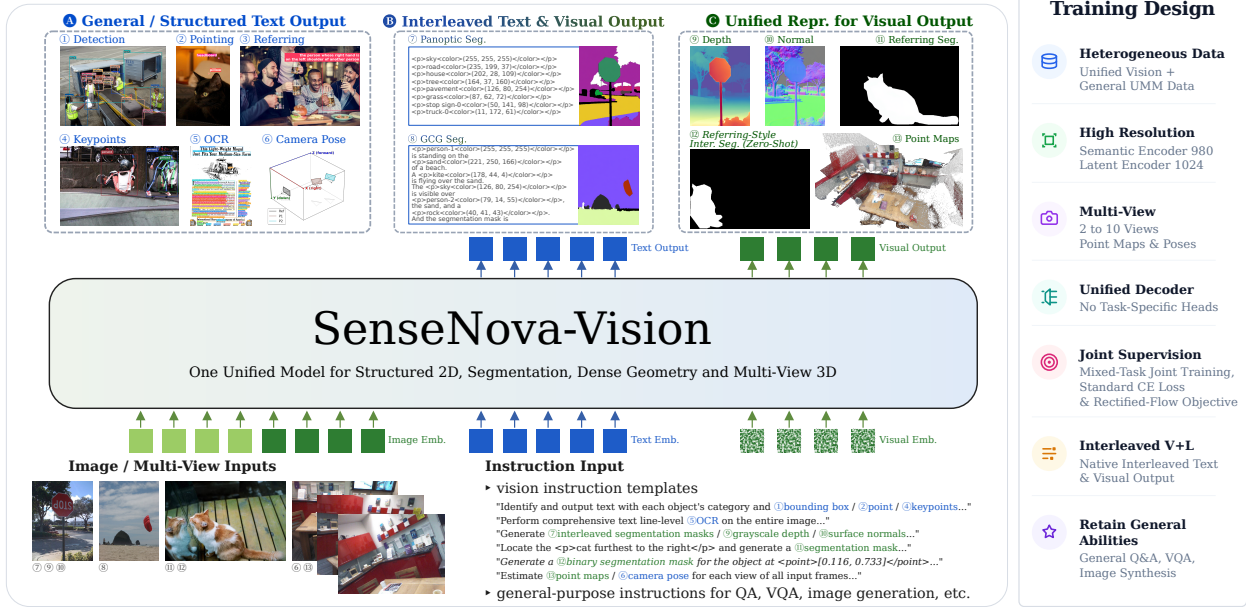 A General / Structured Text Output
B Interleaved Text & Visual Output
C Unified Repr. for Visual Output
① Detection
② Pointing
③ Referring
④ Keypoints
⑤ OCR
⑥ Camera Pose
This Light-Weight Mogul
Just Fits Your Medium-Size Form
Z (forward)
X (right)
Y (down)
⑦ Panoptic Seg.
<p>sky<color>(255, 255, 255)</color></p>
<p>road<color>(235, 199, 37)</color></p>
<p>house<color>(202, 28, 109)</color></p>
<p>tree<color>(164, 37, 160)</color></p>
<p>pavement<color>(126, 80, 254)</color></p>
<p>grass<color>(87, 62, 72)</color></p>
<p>stop sign-0<color>(50, 141, 98)</color></p>
<p>truck-0<color>(11, 172, 61)</color></p>
⑧ GCG Seg.
<p>person-1<color>(255, 255, 255)</color></p>
is standing on the
<p>sand<color>(221, 250, 166)</color></p>
of a beach.
A <p>kite<color>(178, 44, 4)</color></p>
is flying over the sand.
The <p>sky<color>(126, 80, 254)</color></p>
is visible over
<p>person-2<color>(79, 14, 55)</color></p>,
the sand, and a
<p>rock<color>(40, 41, 43)</color></p>.
And the segmentation mask is
⑨ Depth
⑩ Normal
⑪ Referring Seg.
⑫ Referring-Style
Inter. Seg. (Zero-Shot)
⑬ Point Maps
Text Output
Visual Output
SenseNova-Vision
One Unified Model for Structured 2D, Segmentation, Dense Geometry and Multi-View 3D
Image Emb.
Text Emb.
Visual Emb.
Image / Multi-View Inputs
STOP
⑦ ⑨ ⑩
⑧
⑪ ⑫
⑥ ⑬
Instruction Input
‣ vision instruction templates
"Identify and output text with each object's category and ①bounding box / ②point / ④keypoints..."
"Perform comprehensive text line-level ⑤OCR on the entire image..."
"Generate ⑦interleaved segmentation masks / ⑨grayscale depth / ⑩surface normals..."
"Locate the <p>cat furthest to the right</p> and generate a ⑪segmentation mask..."
"Generate a ⑫binary segmentation mask for the object at <point>[0.116, 0.733]</point>..."
"Estimate ⑬point maps / ⑥camera pose for each view of all input frames..."
‣ general-purpose instructions for QA, VQA, image generation, etc.
Training Design
Heterogeneous Data
Unified Vision +
General UMM Data
High Resolution
Semantic Encoder 980
Latent Encoder 1024
Multi-View
2 to 10 Views
Point Maps & Poses
Unified Decoder
No Task-Specific Heads
Joint Supervision
Mixed-Task Joint Training,
Standard CE Loss
& Rectified-Flow Objective
Interleaved V+L
Native Interleaved Text
& Visual Output
Retain General
Abilities
General Q&A, VQA,
Image Synthesis